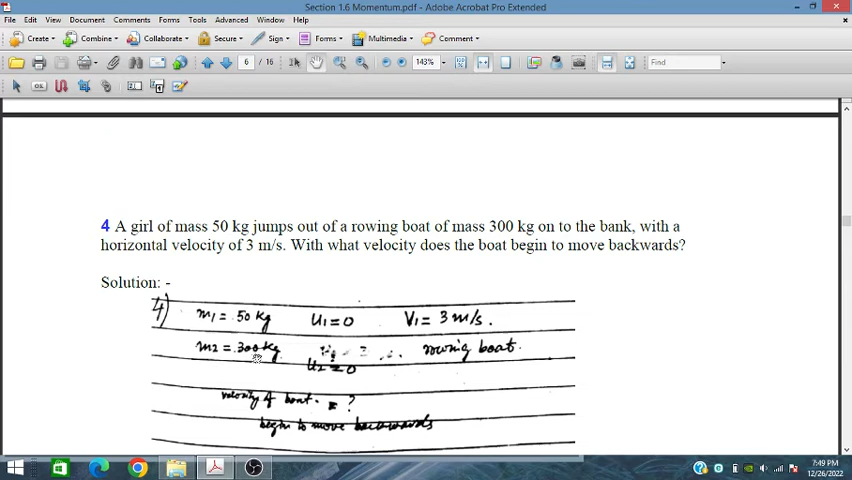 Section 1.6 Momentum.pdf - Adobe Acrobat Pro Extended
File Edit View Document Comments Forms Tools Advanced Window Help
Create Combine Collaborate Secure Sign Forms Multimedia Comment
6 / 16 143% Find
4 A girl of mass 50 kg jumps out of a rowing boat of mass 300 kg on to the bank, with a
horizontal velocity of 3 m/s. With what velocity does the boat begin to move backwards?
Solution: -
4) m1 = 50 kg U1 = 0 V1 = 3 m/s.
m2 = 300 kg rowing boat.
U2 = 0
velocity of boat. = ?
begin to move backwards
7:49 PM
12/26/2022